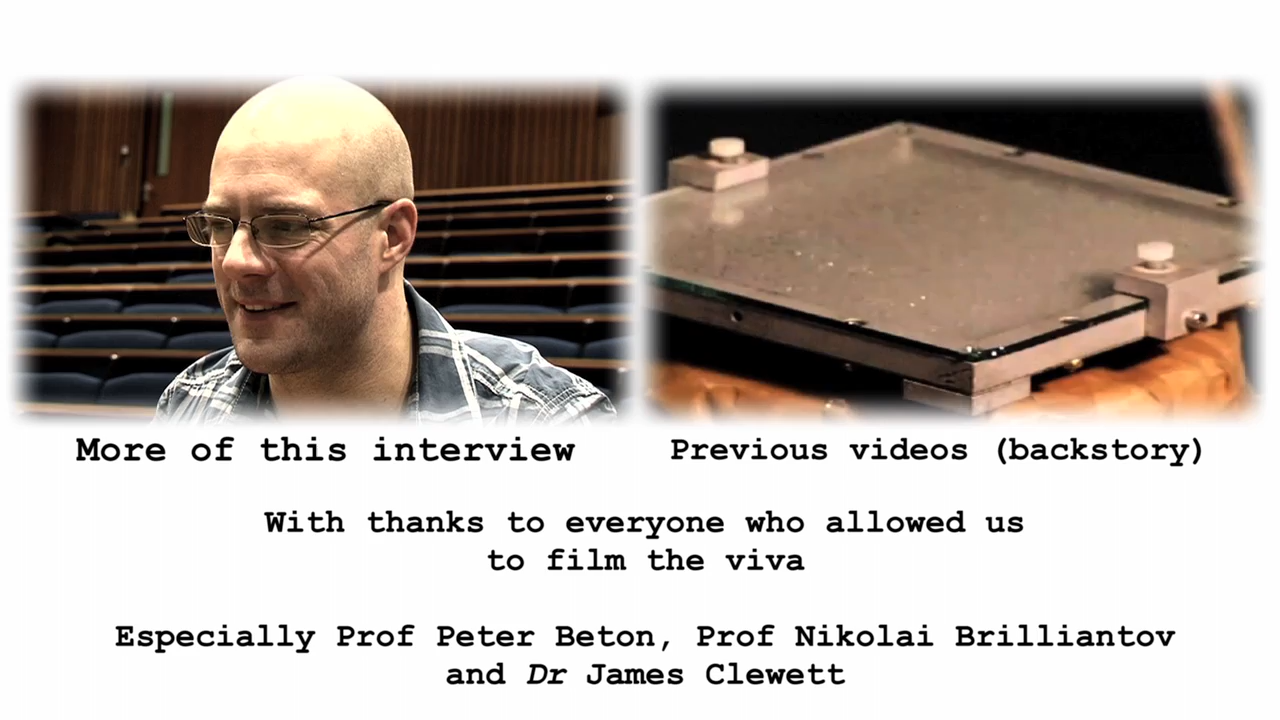 More of this interview
Previous videos (backstory)
With thanks to everyone who allowed us
to film the viva
Especially Prof Peter Beton, Prof Nikolai Brilliantov
and Dr James Clewett